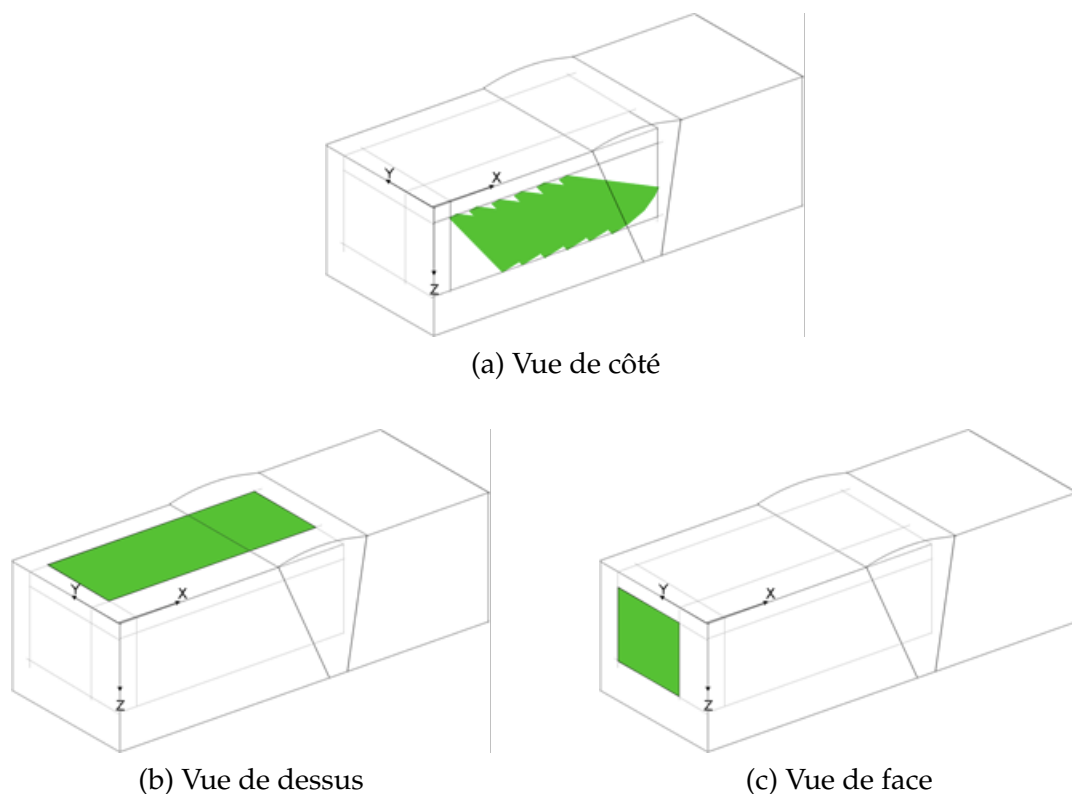 Y
X
Z
(a) Vue de côté
Y
X
Z
Y
X
Z
(b) Vue de dessus
(c) Vue de face